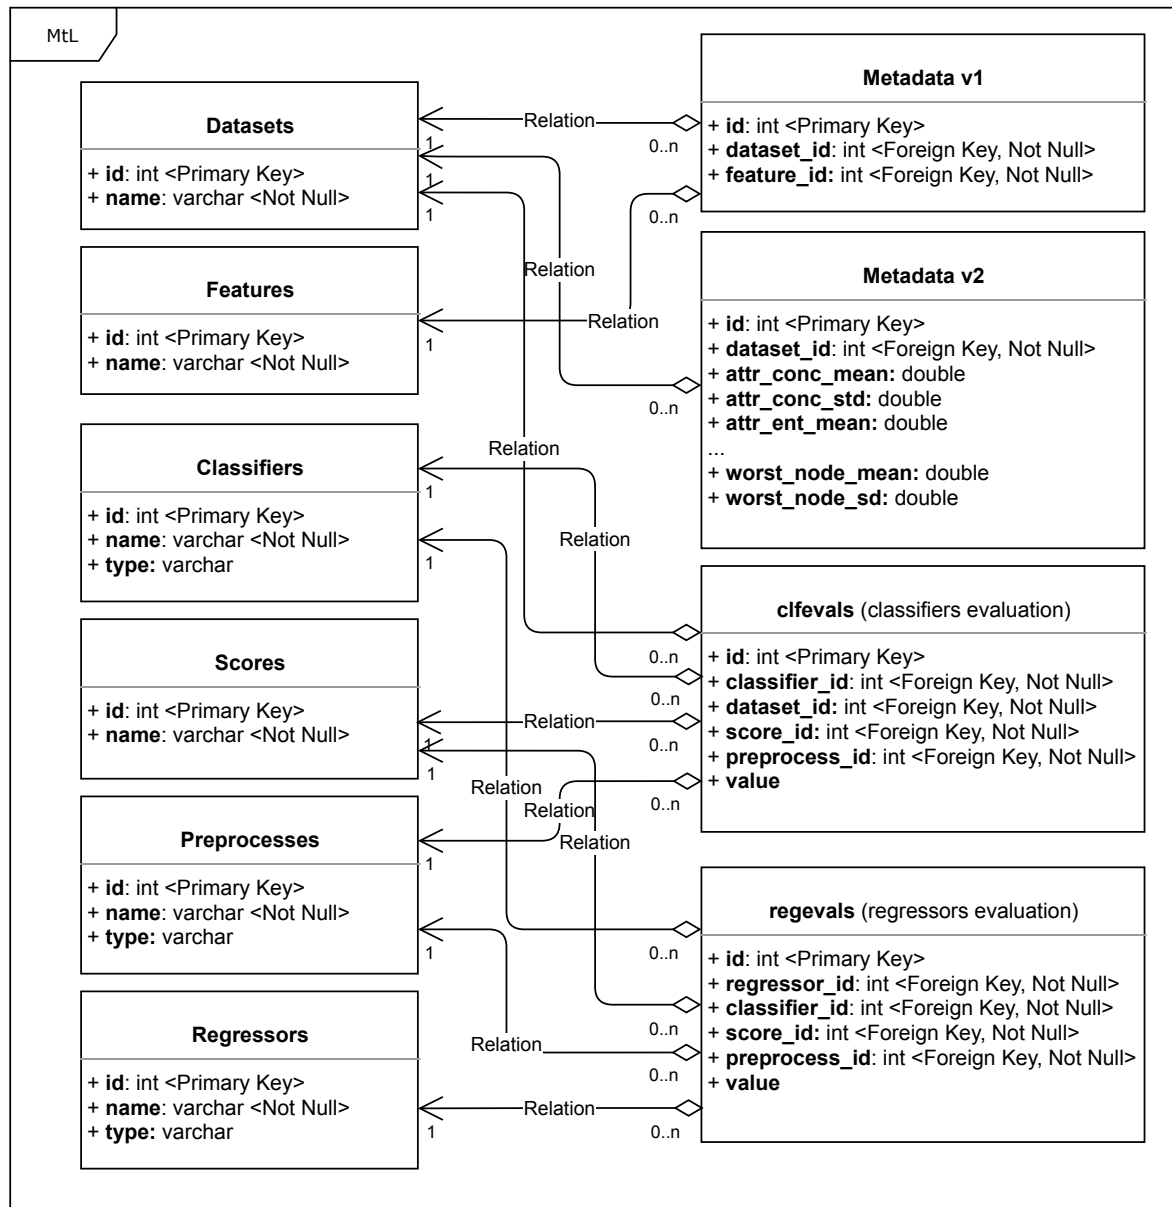 MtL
Datasets
+ id: int <Primary Key>
+ name: varchar <Not Null>
Features
+ id: int <Primary Key>
+ name: varchar <Not Null>
Classifiers
+ id: int <Primary Key>
+ name: varchar <Not Null>
+ type: varchar
Scores
+ id: int <Primary Key>
+ name: varchar <Not Null>
Preprocesses
+ id: int <Primary Key>
+ name: varchar <Not Null>
+ type: varchar
Regressors
+ id: int <Primary Key>
+ name: varchar <Not Null>
+ type: varchar
1
1
1
1
1
1
1
1
1
1
1
Relation
Relation
Relation
Relation
Relation
Relation
Relation
Relation
Relation
Relation
Relation
0..n
0..n
0..n
0..n
0..n
0..n
0..n
0..n
0..n
0..n
0..n
Metadata v1
+ id: int <Primary Key>
+ dataset_id: int <Foreign Key, Not Null>
+ feature_id: int <Foreign Key, Not Null>
Metadata v2
+ id: int <Primary Key>
+ dataset_id: int <Foreign Key, Not Null>
+ attr_conc_mean: double
+ attr_conc_std: double
+ attr_ent_mean: double
...
+ worst_node_mean: double
+ worst_node_sd: double
clfevals (classifiers evaluation)
+ id: int <Primary Key>
+ classifier_id: int <Foreign Key, Not Null>
+ dataset_id: int <Foreign Key, Not Null>
+ score_id: int <Foreign Key, Not Null>
+ preprocess_id: int <Foreign Key, Not Null>
+ value
regevals (regressors evaluation)
+ id: int <Primary Key>
+ regressor_id: int <Foreign Key, Not Null>
+ classifier_id: int <Foreign Key, Not Null>
+ score_id: int <Foreign Key, Not Null>
+ preprocess_id: int <Foreign Key, Not Null>
+ value